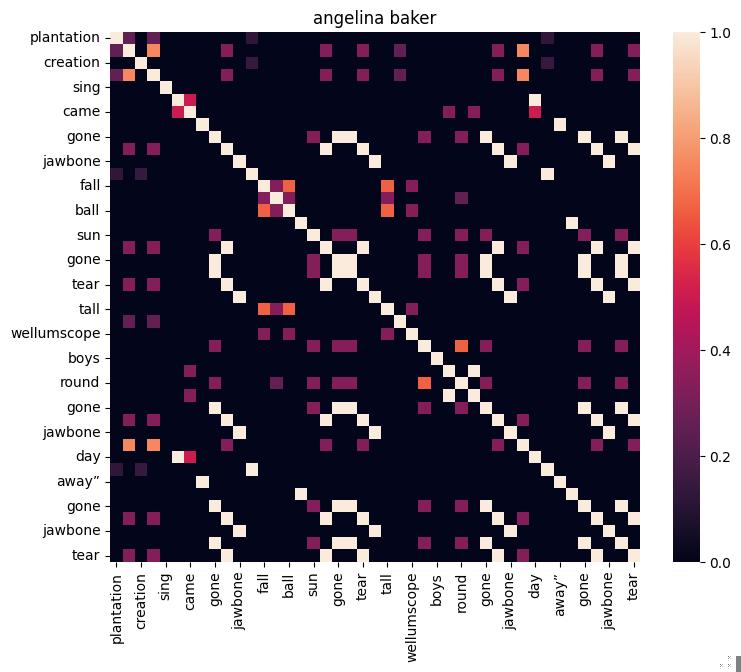 angelina baker
plantation
creation
sing
came
gone
jawbone
fall
ball
sun
gone
tear
tall
wellumscope
boys
round
gone
jawbone
day
away”
gone
jawbone
tear
1.0
0.8
0.6
0.4
0.2
0.0
plantation
creation
sing
came
gone
jawbone
fall
ball
sun
gone
tear
tall
wellumscope
boys
round
gone
jawbone
day
away”
gone
jawbone
tear